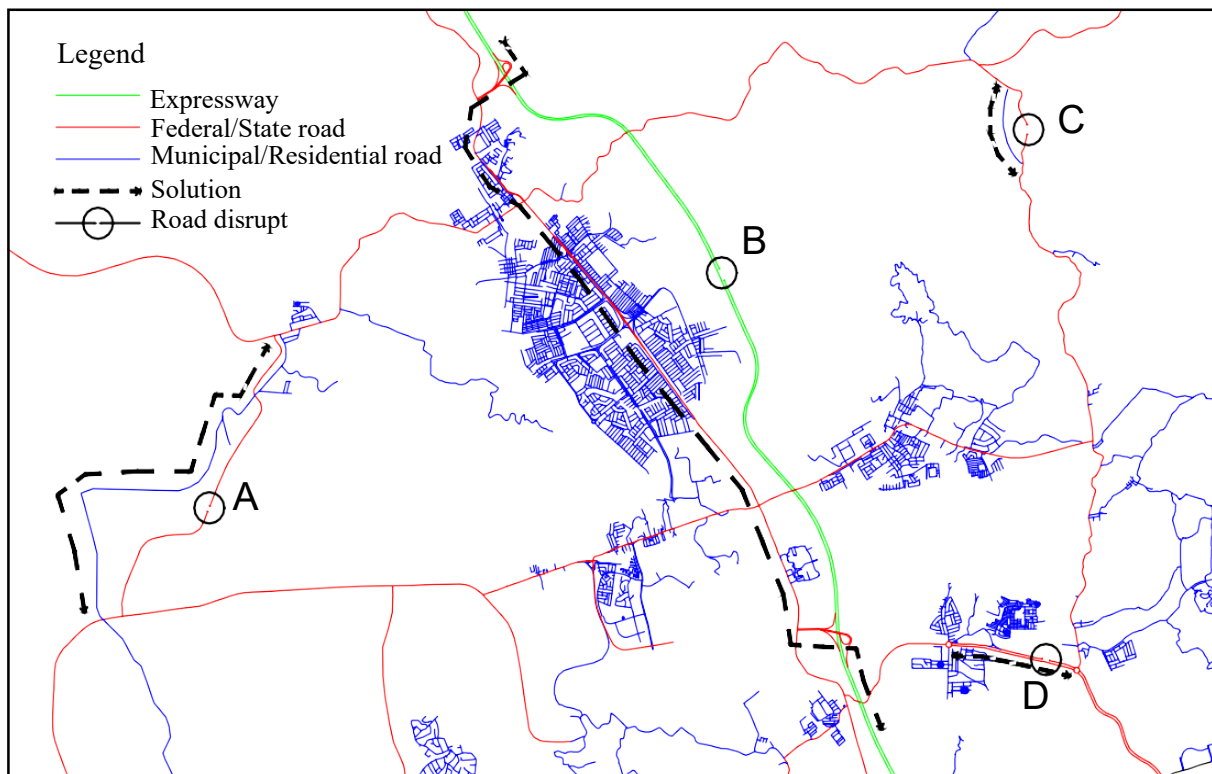 Legend
Expressway
Federal/State road
Municipal/Residential road
Solution
Road disrupt
C
B
A
D